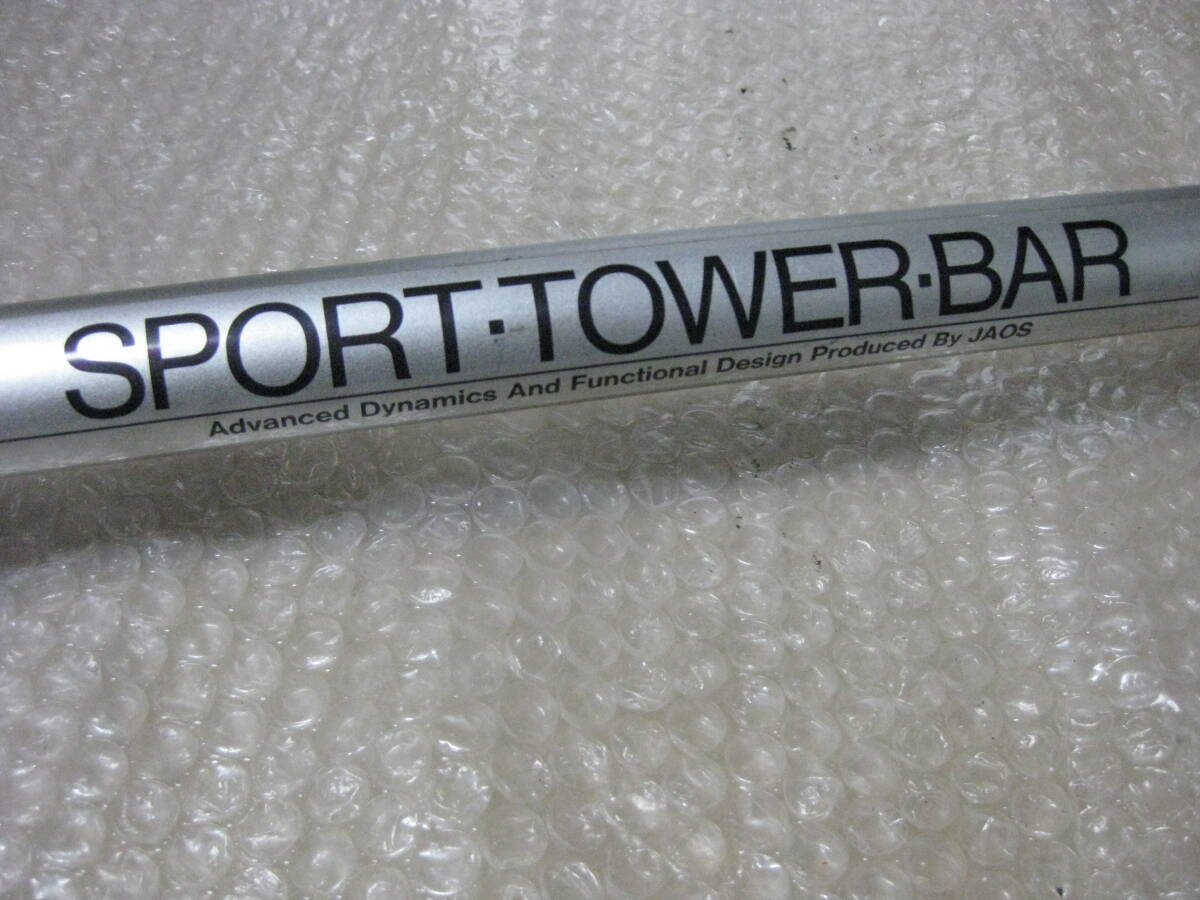 SPORT·TOWER·BAR
Advanced Dynamics And Functional Design Produced By JAOS